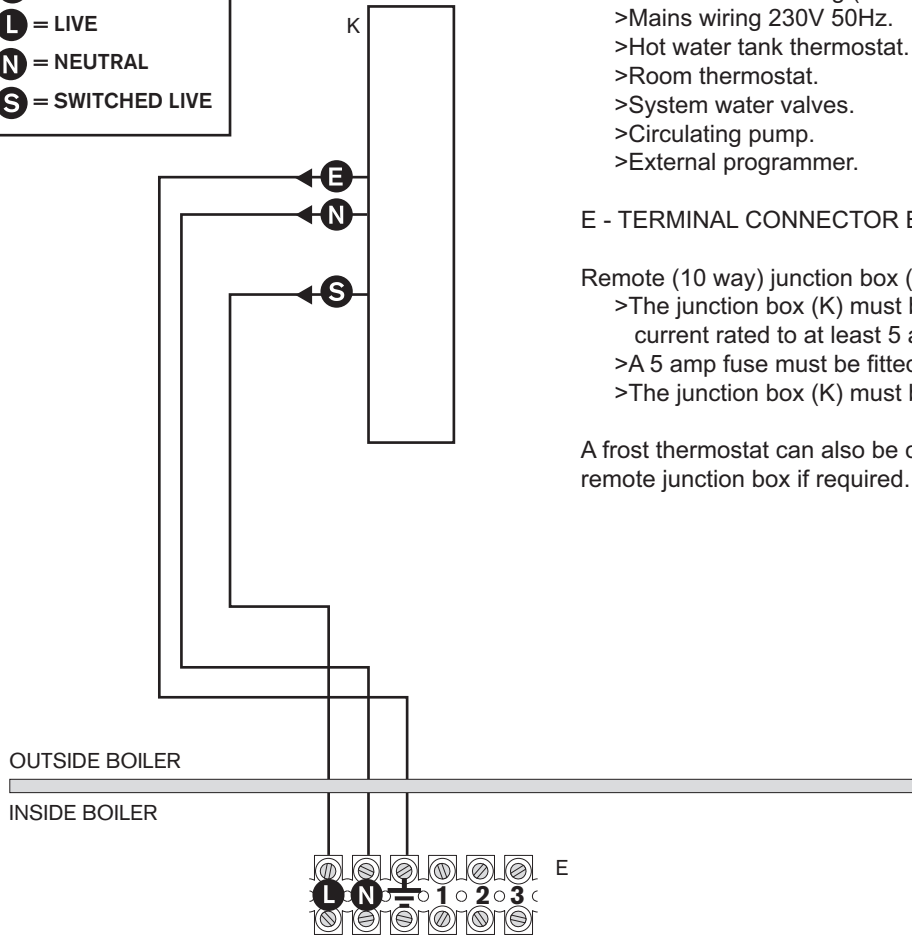 L = LIVE
N = NEUTRAL
S = SWITCHED LIVE
K
E
N
S
>Mains wiring 230V 50Hz.
>Hot water tank thermostat.
>Room thermostat.
>System water valves.
>Circulating pump.
>External programmer.
E - TERMINAL CONNECTOR
Remote (10 way) junction box (
>The junction box (K) must
current rated to at least 5
>A 5 amp fuse must be
>The junction box (K) must
A frost thermostat can also be
remote junction box if required.
OUTSIDE BOILER
INSIDE BOILER
E
L N 1 2 3